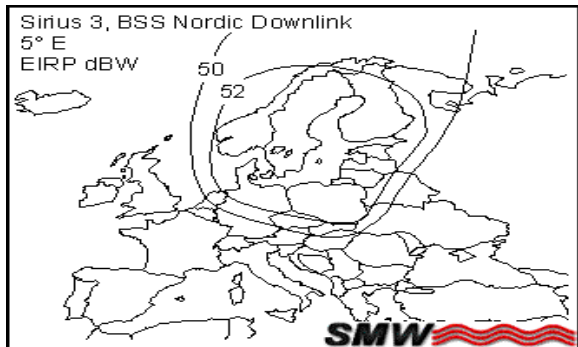 Sirius 3, BSS Nordic Downlink
5° E
EIRP dBW
50
52
SMW